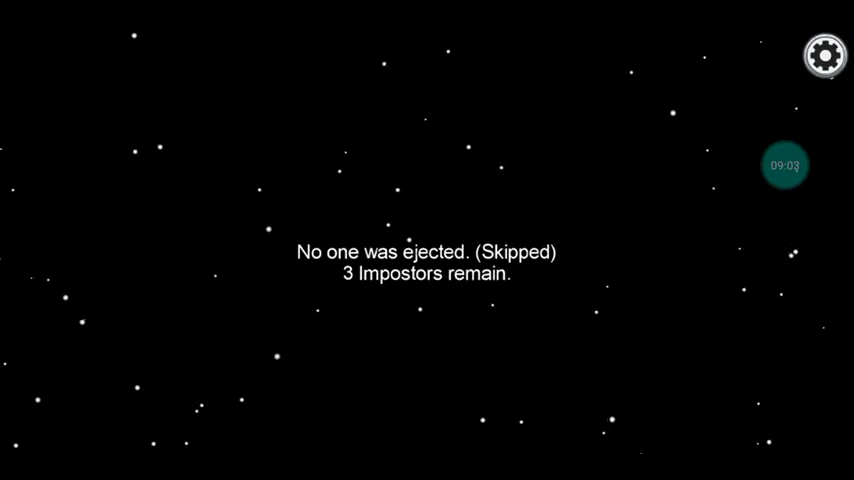 09:03
No one was ejected. (Skipped)
3 Impostors remain.